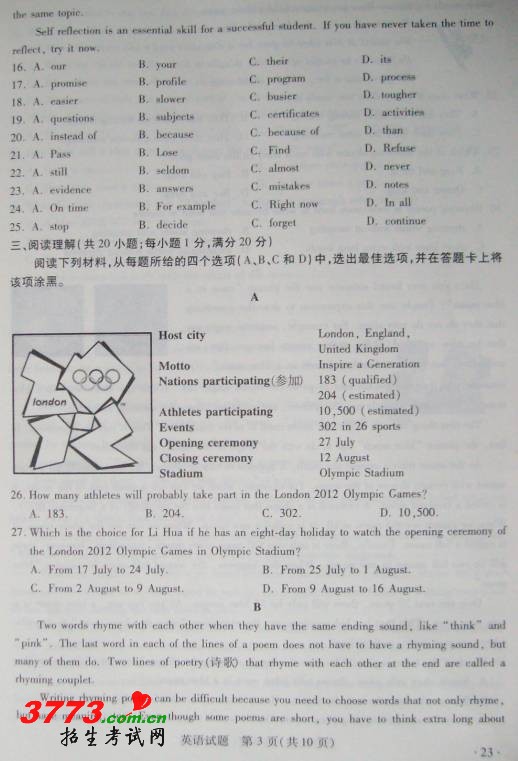 the same topic.
Self reflection is an essential skill for a successful student. If you have never taken the time to
reflect, try it now.
16. A. our B. your C. their D. its
17. A. promise B. profile C. program D. process
18. A. easier B. slower C. busier D. tougher
19. A. questions B. subjects C. certificates D. activities
20. A. instead of B. because C. because of D. than
21. A. Pass B. Lose C. Find D. Refuse
22. A. still B. seldom C. almost D. never
23. A. evidence B. answers C. mistakes D. notes
24. A. On time B. For example C. Right now D. In all
25. A. stop B. decide C. forget D. continue
三、阅读理解(共20小题;每小题1分,满分20分)
阅读下列材料,从每题所给的四个选项(A、B、C和D)中,选出最佳选项,并在答题卡上将
该项涂黑。
A
london
Host city London, England,
United Kingdom
Motto Inspire a Generation
Nations participating(参加) 183 (qualified)
204 (estimated)
Athletes participating 10,500 (estimated)
Events 302 in 26 sports
Opening ceremony 27 July
Closing ceremony 12 August
Stadium Olympic Stadium
26. How many athletes will probably take part in the London 2012 Olympic Games?
A. 183. B. 204. C. 302. D. 10,500.
27. Which is the choice for Li Hua if he has an eight-day holiday to watch the opening ceremony of
the London 2012 Olympic Games in Olympic Stadium?
A. From 17 July to 24 July. B. From 25 July to 1 August.
C. From 2 August to 9 August. D. From 9 August to 16 August.
B
Two words rhyme with each other when they have the same ending sound, like "think" and
"pink". The last word in each of the lines of a poem does not have to have a rhyming sound, but
many of them do. Two lines of poetry(诗歌) that rhyme with each other at the end are called a
rhyming couplet.
Writing rhyming can be difficult because you need to choose words that not only rhyme,
though some poems are short, you have to think extra long about
3773.com.cn
招生考试网
英语试题 第3页(共10页)
·23·